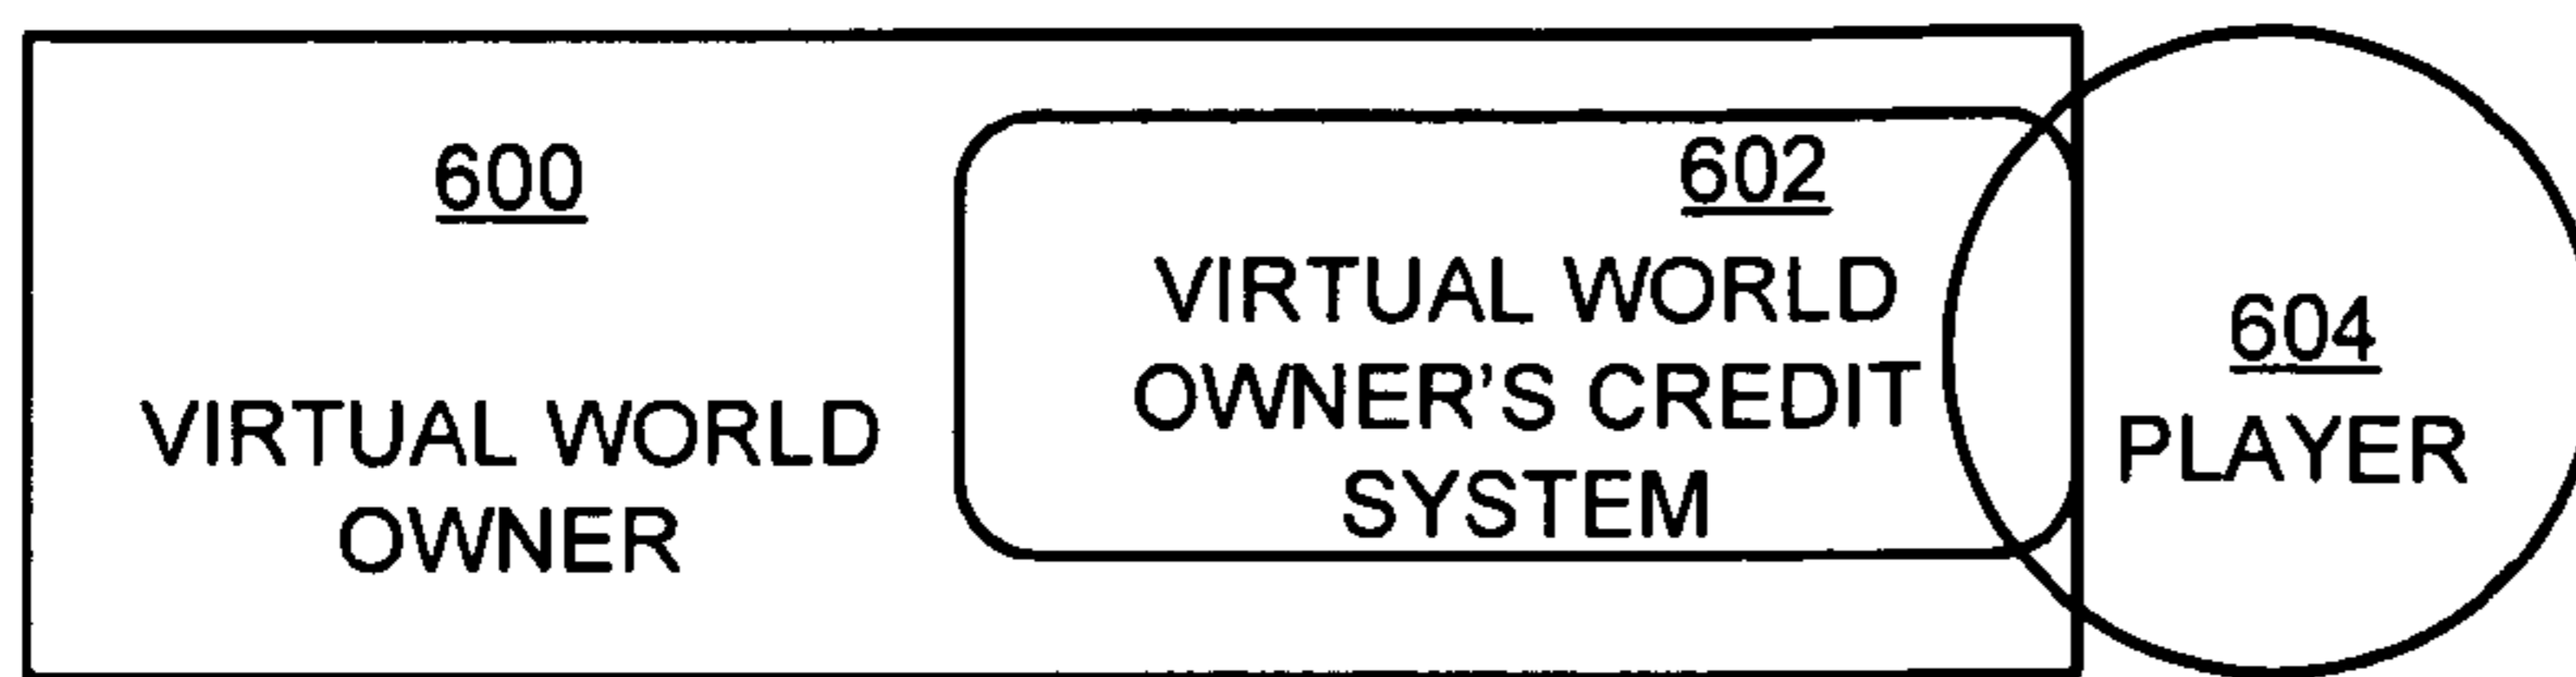 600
VIRTUAL WORLD
OWNER
602
VIRTUAL WORLD
OWNER'S CREDIT
SYSTEM
604
PLAYER